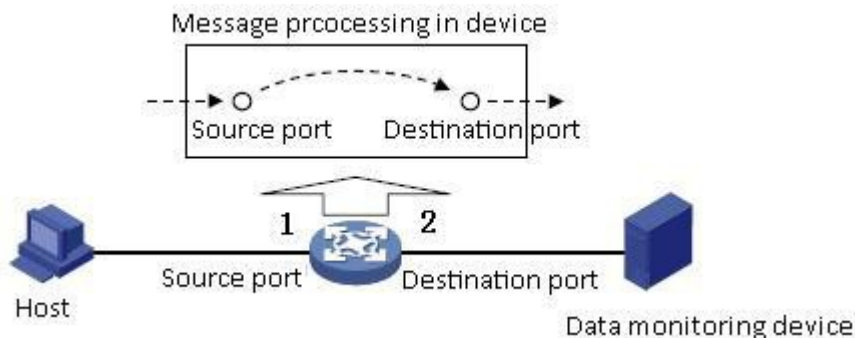 Message prcocessing in device
Source port
Destination port
1
2
Source port
Destination port
Host
Data monitoring device